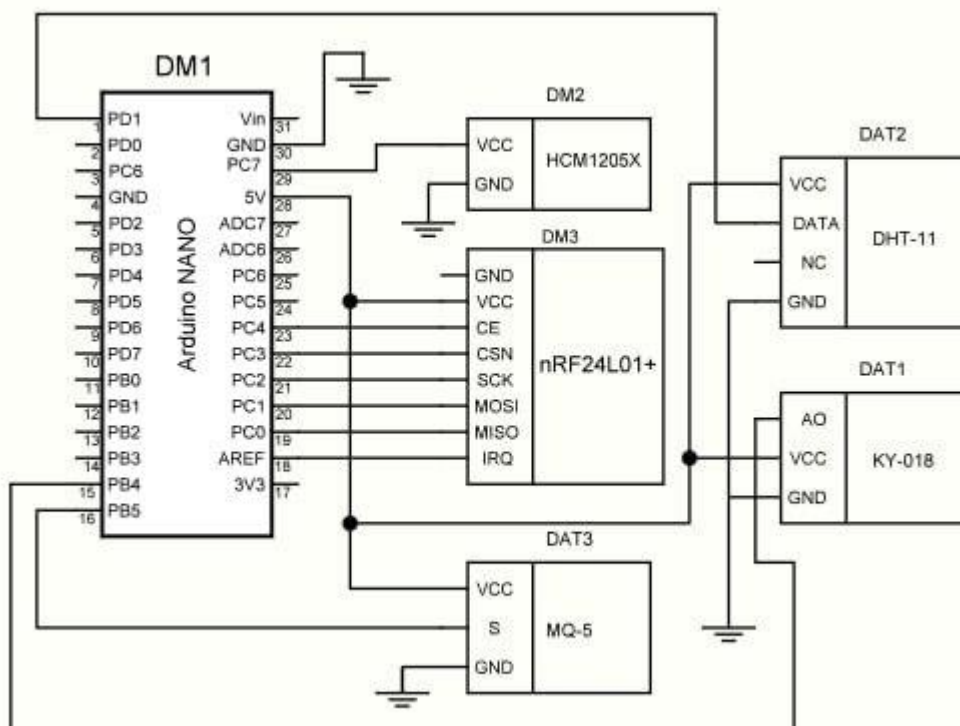 DM1
Arduino NANO
1 PD1
2 PD0
3 PC6
4 GND
5 PD2
6 PD3
7 PD4
8 PD5
9 PD6
10 PD7
11 PB0
12 PB1
13 PB2
14 PB3
15 PB4
16 PB5
Vin 31
GND 30
PC7 29
5V 28
ADC7 27
ADC6 26
PC6 25
PC5 24
PC4 23
PC3 22
PC2 21
PC1 20
PC0 19
AREF 18
3V3 17
DM2
VCC
GND
HCM1205X
DM3
GND
VCC
CE
CSN
SCK
MOSI
MISO
IRQ
nRF24L01+
DAT3
VCC
S
GND
MQ-5
DAT2
VCC
DATA
NC
GND
DHT-11
DAT1
AO
VCC
GND
KY-018